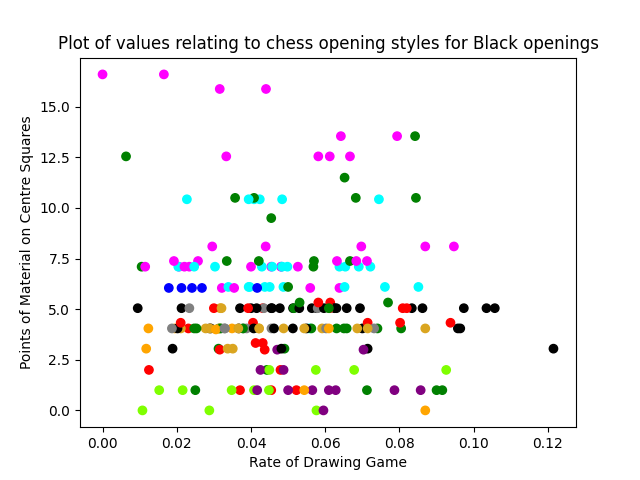 Plot of values relating to chess opening styles for Black openings
Points of Material on Centre Squares
15.0
12.5
10.0
7.5
5.0
2.5
0.0
0.00 0.02 0.04 0.06 0.08 0.10 0.12
Rate of Drawing Game